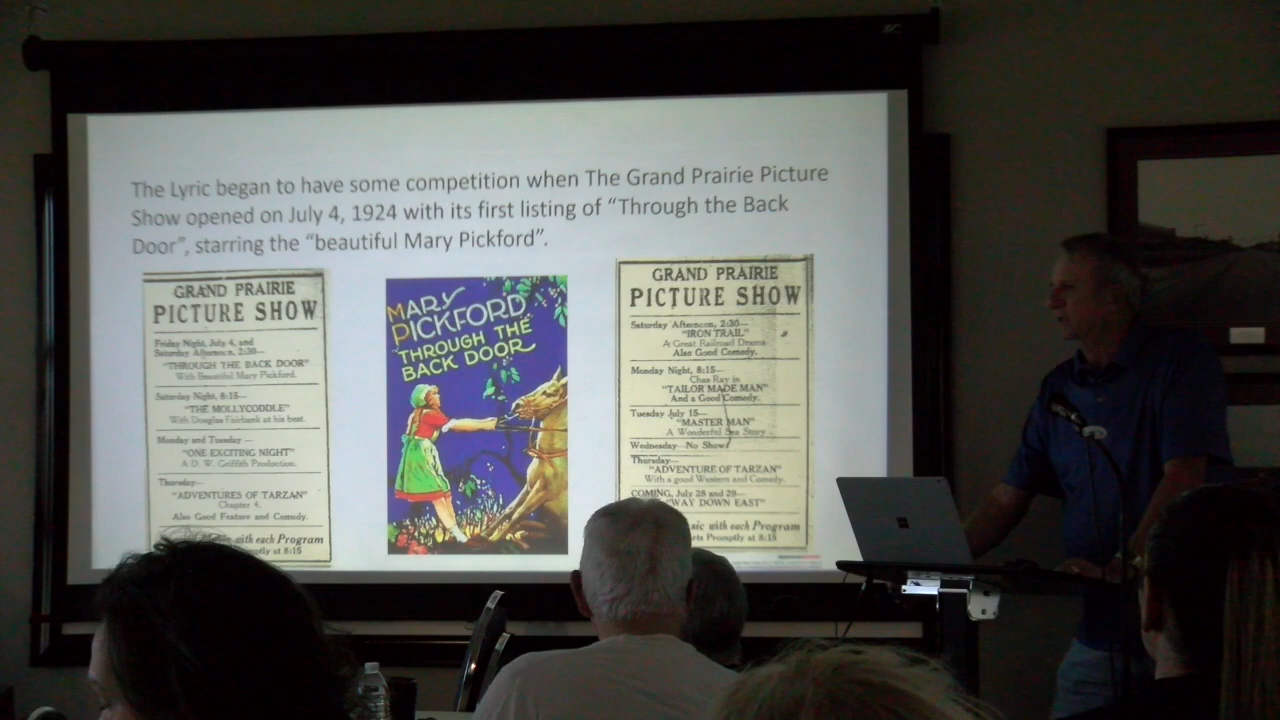 The Lyric began to have some competition when The Grand Prairie Picture
Show opened on July 4, 1924 with its first listing of “Through the Back
Door”, starring the “beautiful Mary Pickford”.
GRAND PRAIRIE
PICTURE SHOW
Friday Night, July 4, and
Saturday Afternoon, 2:30—
"THROUGH THE BACK DOOR"
With Beautiful Mary Pickford.
Saturday Night, 8:15—
"THE MOLLYCODDLE"
With Douglas Fairbank at his best.
Monday and Tuesday —
"ONE EXCITING NIGHT"
A D. W. Griffith Production.
Thursday—
"ADVENTURES OF TARZAN"
Chapter 4.
Also Good Feature and Comedy.
with each Program
at 8:15
MARY
PICKFORD
THROUGH THE
BACK DOOR
GRAND PRAIRIE
PICTURE SHOW
Saturday Afternoon, 2:30—
"IRON TRAIL"
A Great Railroad Drama
Also Good Comedy.
Monday Night, 8:15—
Chas Ray in
"TAILOR MADE MAN"
And a Good Comedy.
Tuesday July 15—
"MASTER MAN"
A Wonderful Sea Story
Wednesday—No Show
Thursday—
"ADVENTURE OF TARZAN"
With a good Western and Comedy.
COMING, July 28 and 29—
"WAY DOWN EAST"
with each Program
Promptly at 8:15